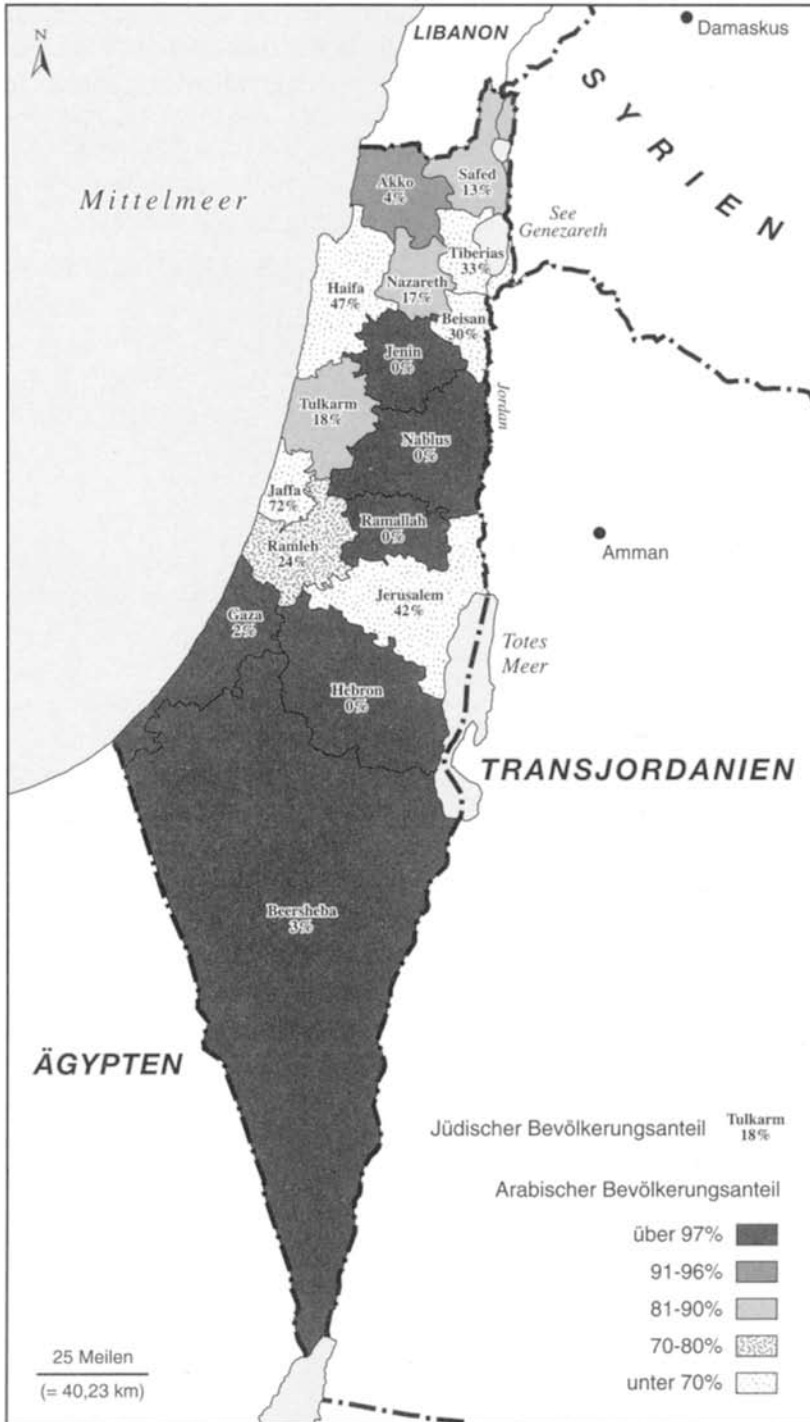 N
LIBANON
Damaskus
SYRIEN
Mittelmeer
Akko
4%
Safed
13%
See
Genezareth
Tiberias
33%
Haifa
47%
Nazareth
17%
Beisan
30%
Jenin
0%
Jordan
Tulkarm
18%
Nablus
0%
Jaffa
72%
Ramallah
0%
Ramleh
24%
Amman
Jerusalem
42%
Gaza
2%
Totes
Meer
Hebron
0%
TRANSJORDANIEN
Beersheba
3%
ÄGYPTEN
Jüdischer Bevölkerungsanteil Tulkarm
18%
Arabischer Bevölkerungsanteil
über 97%
91-96%
81-90%
70-80%
unter 70%
25 Meilen
(= 40,23 km)